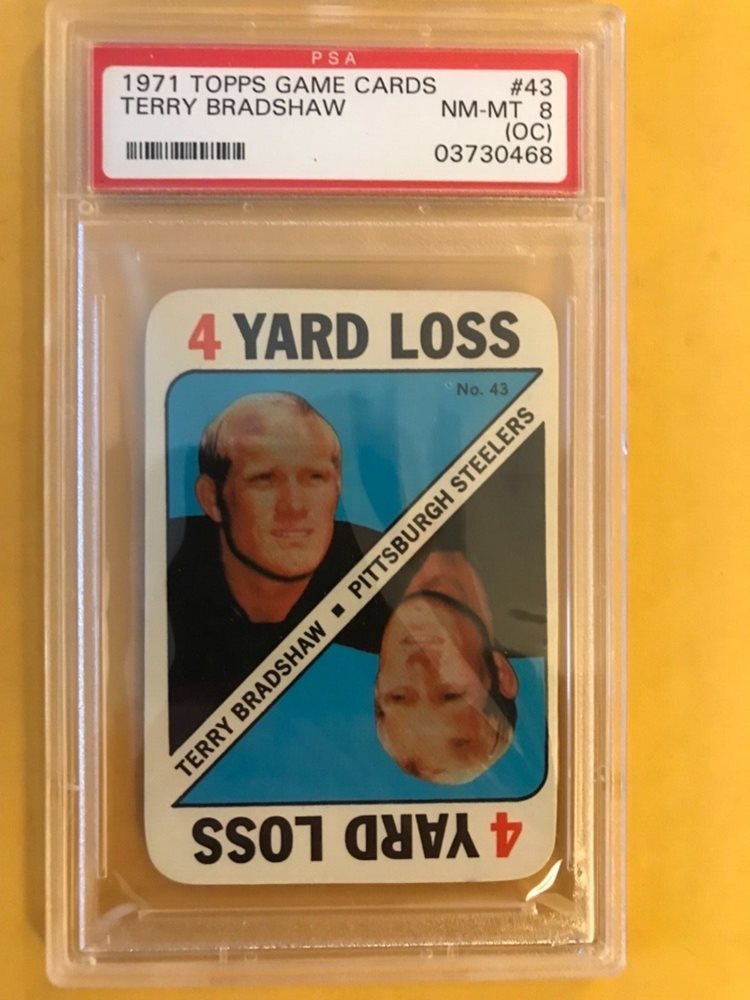 PSA
1971 TOPPS GAME CARDS #43
TERRY BRADSHAW NM-MT 8
(OC)
03730468
4 YARD LOSS
No. 43
TERRY BRADSHAW ▪ PITTSBURGH STEELERS
4 YARD LOSS